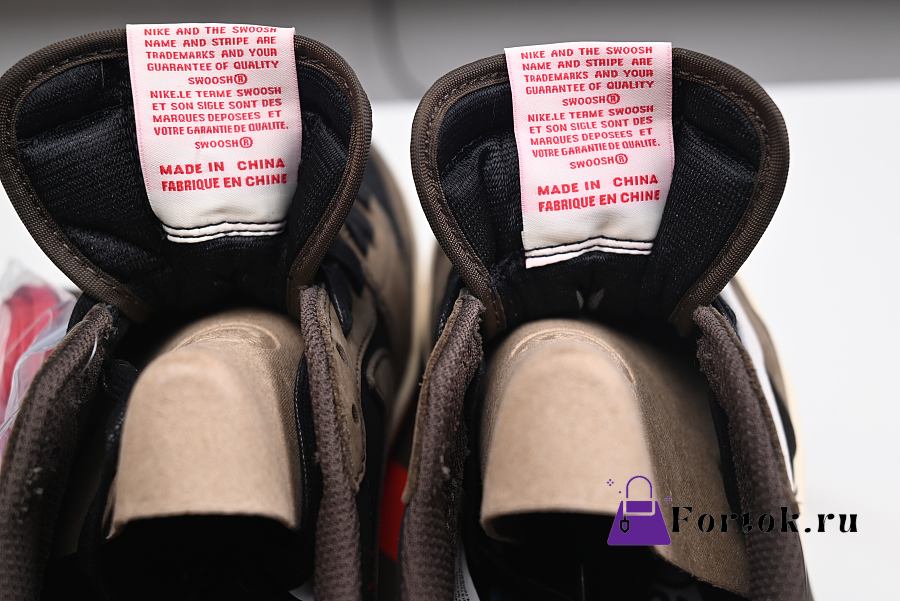 NIKE AND THE SWOOSH
NAME AND STRIPE ARE
TRADEMARKS AND YOUR
GUARANTEE OF QUALITY
SWOOSH®
NIKE.LE TERME SWOOSH
ET SON SIGLE SONT DES
MARQUES DEPOSEES ET
VOTRE GARANTIE DE QUALITE.
SWOOSH®
MADE IN CHINA
FABRIQUE EN CHINE
NIKE AND THE SWOOSH
NAME AND STRIPE ARE
TRADEMARKS AND YOUR
GUARANTEE OF QUALITY
SWOOSH®
NIKE.LE TERME SWOOSH
ET SON SIGLE SONT DES
MARQUES DEPOSEES ET
VOTRE GARANTIE DE QUALITE.
SWOOSH®
MADE IN CHINA
FABRIQUE EN CHINE
Fortok.ru